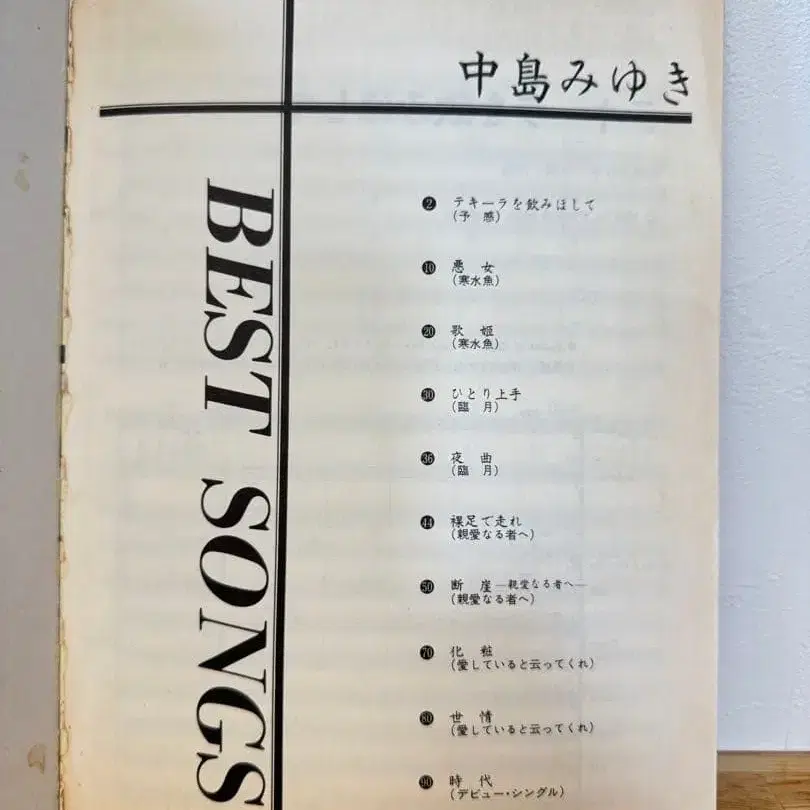 中島みゆき
BEST SONGS
2 テキーラを飲みほして
(予 感)
10 悪 女
(寒水魚)
20 歌 姫
(寒水魚)
30 ひとり上手
(臨 月)
36 夜 曲
(臨 月)
44 裸足で走れ
(親愛なる者へ)
50 断 崖 —親愛なる者へ—
(親愛なる者へ)
70 化 粧
(愛していると云ってくれ)
80 世 情
(愛していると云ってくれ)
90 時 代
(デビュー・シングル)